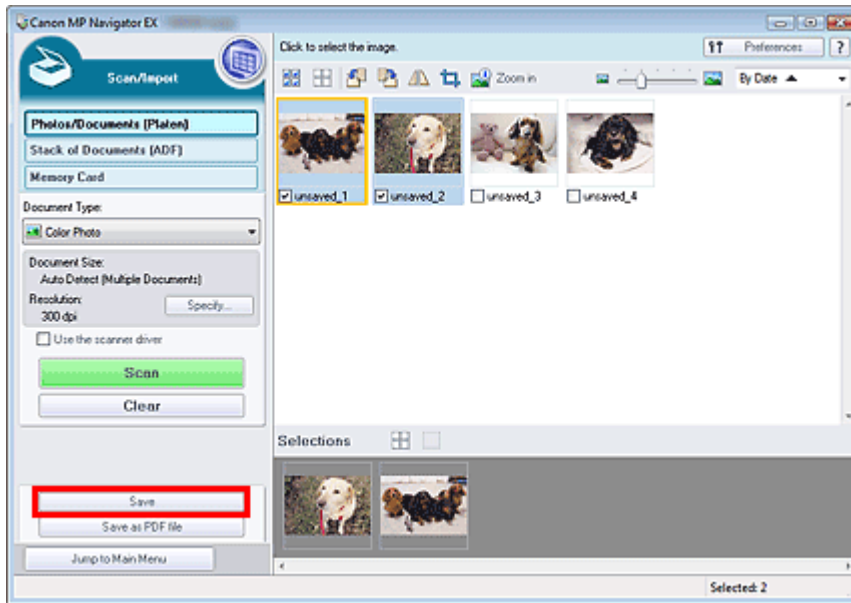 Canon MP Navigator EX
Click to select the image.
Preferences
?
Scan/Import
Zoom in
By Date
Photos/Documents (Platen)
Stack of Documents (ADF)
Memory Card
unsaved_1
unsaved_2
unsaved_3
unsaved_4
Document Type:
Color Photo
Document Size:
Auto Detect (Multiple Documents)
Resolution:
300 dpi
Specify...
Use the scanner driver
Scan
Clear
Selections
Save
Save as PDF file
Jump to Main Menu
Selected: 2